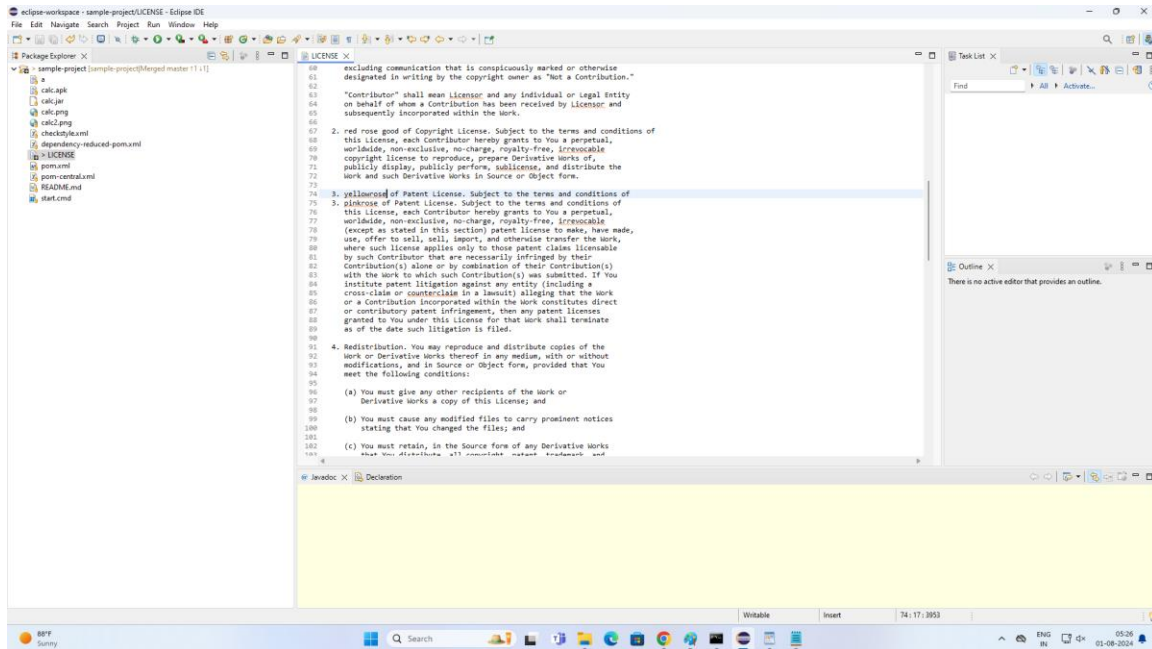 eclipse-workspace - sample-project/LICENSE - Eclipse IDE
File Edit Navigate Search Project Run Window Help
Package Explorer
> sample-project [sample-project|Merged master ↑1 ↓1]
a
calc.apk
calc.jar
calc.png
calc2.png
checkstyle.xml
dependency-reduced-pom.xml
> LICENSE
pom.xml
pom-central.xml
README.md
start.cmd
LICENSE
60 excluding communication that is conspicuously marked or otherwise
61 designated in writing by the copyright owner as "Not a Contribution."
62
63 "Contributor" shall mean Licensor and any individual or Legal Entity
64 on behalf of whom a Contribution has been received by Licensor and
65 subsequently incorporated within the Work.
66
67 2. red rose good of Copyright License. Subject to the terms and conditions of
68 this License, each Contributor hereby grants to You a perpetual,
69 worldwide, non-exclusive, no-charge, royalty-free, irrevocable
70 copyright license to reproduce, prepare Derivative Works of,
71 publicly display, publicly perform, sublicense, and distribute the
72 Work and such Derivative Works in Source or Object form.
73
74 3. yellowrose of Patent License. Subject to the terms and conditions of
75 3. pinkrose of Patent License. Subject to the terms and conditions of
76 this License, each Contributor hereby grants to You a perpetual,
77 worldwide, non-exclusive, no-charge, royalty-free, irrevocable
78 (except as stated in this section) patent license to make, have made,
79 use, offer to sell, sell, import, and otherwise transfer the Work,
80 where such license applies only to those patent claims licensable
81 by such Contributor that are necessarily infringed by their
82 Contribution(s) alone or by combination of their Contribution(s)
83 with the Work to which such Contribution(s) was submitted. If You
84 institute patent litigation against any entity (including a
85 cross-claim or counterclaim in a lawsuit) alleging that the Work
86 or a Contribution incorporated within the Work constitutes direct
87 or contributory patent infringement, then any patent licenses
88 granted to You under this License for that Work shall terminate
89 as of the date such litigation is filed.
90
91 4. Redistribution. You may reproduce and distribute copies of the
92 Work or Derivative Works thereof in any medium, with or without
93 modifications, and in Source or Object form, provided that You
94 meet the following conditions:
95
96 (a) You must give any other recipients of the Work or
97 Derivative Works a copy of this License; and
98
99 (b) You must cause any modified files to carry prominent notices
100 stating that You changed the files; and
101
102 (c) You must retain, in the Source form of any Derivative Works
103 that You distribute, all copyright, patent, trademark, and
Task List
Find All Activate...
Outline
There is no active editor that provides an outline.
Javadoc Declaration
Writable Insert 74 : 17 : 3953
88°F
Sunny
Search
ENG
IN
05:26
01-08-2024